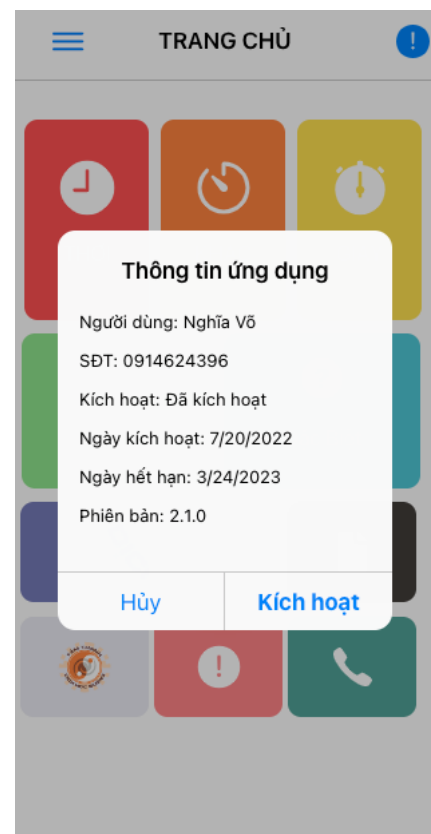 TRANG CHỦ
Thông tin ứng dụng
Người dùng: Nghĩa Võ
SĐT: 0914624396
Kích hoạt: Đã kích hoạt
Ngày kích hoạt: 7/20/2022
Ngày hết hạn: 3/24/2023
Phiên bản: 2.1.0
Hủy
Kích hoạt